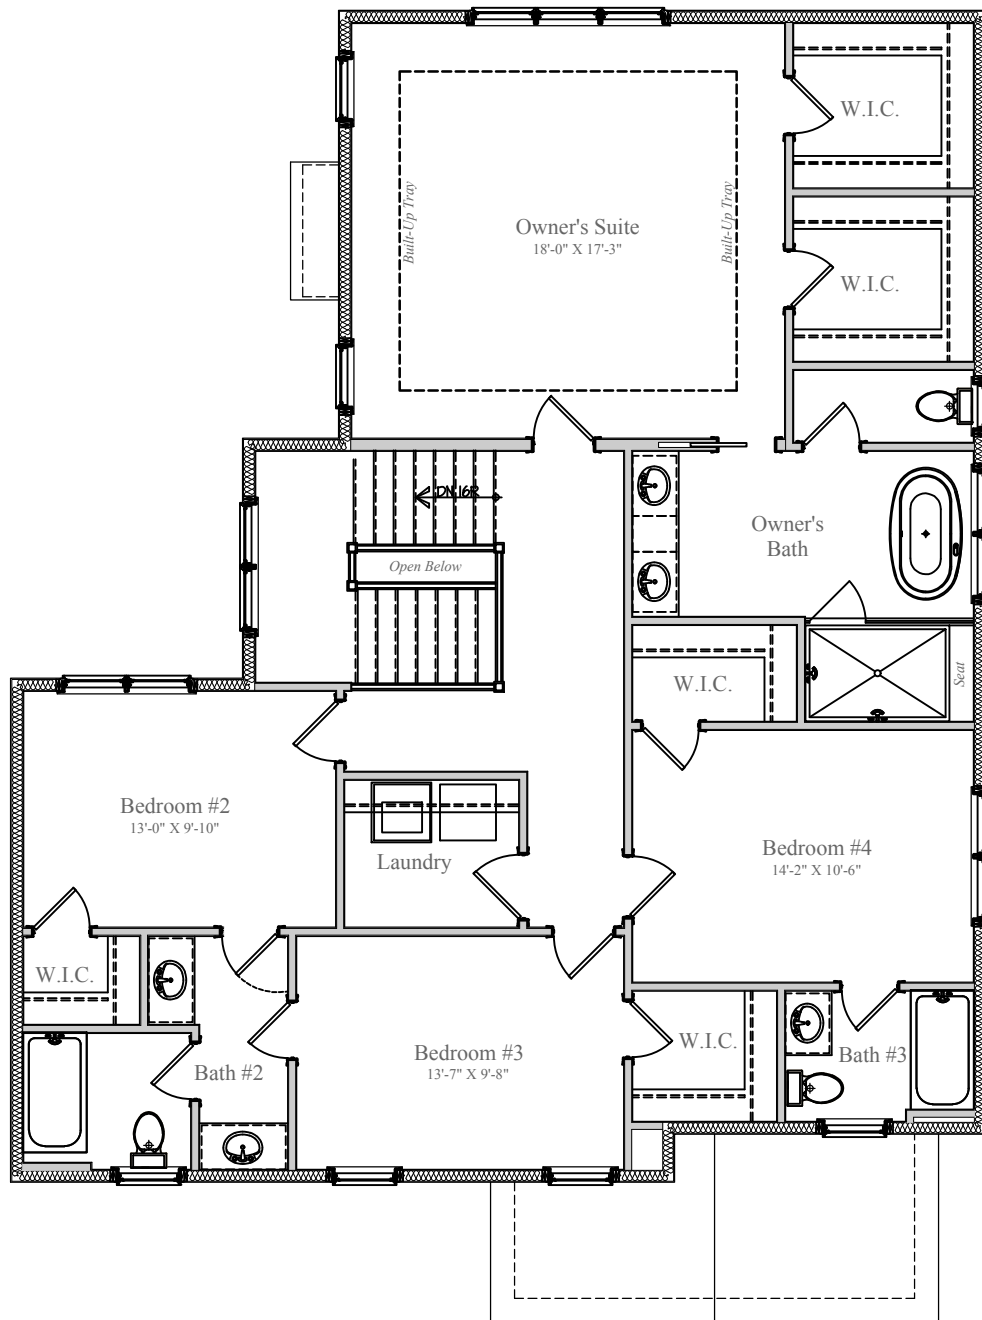 W.I.C.
Built-Up Tray
Built-Up Tray
Owner's Suite
18'-0" X 17'-3"
W.I.C.
DN 16R
Open Below
Owner's
Bath
W.I.C.
Seat
Bedroom #2
13'-0" X 9'-10"
Laundry
Bedroom #4
14'-2" X 10'-6"
W.I.C.
Bath #2
Bedroom #3
13'-7" X 9'-8"
W.I.C.
Bath #3